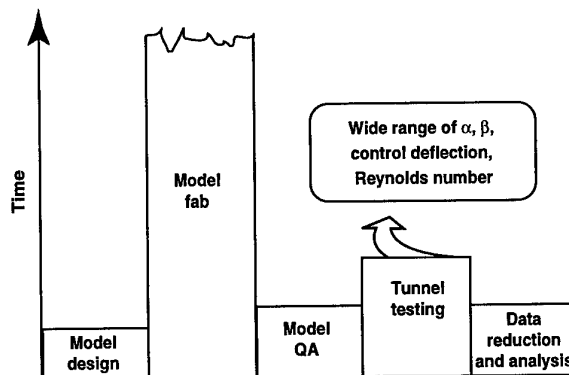 Time
Model
design
Model
fab
Model
QA
Wide range of α, β,
control deflection,
Reynolds number
Tunnel
testing
Data
reduction
and analysis